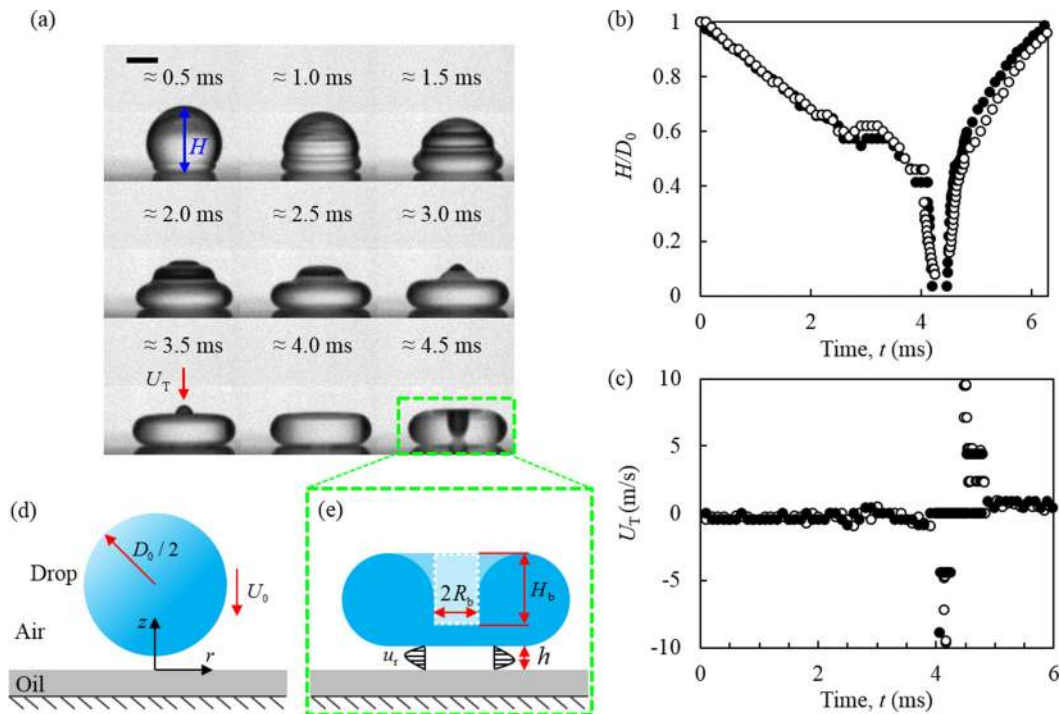 (a)
≈ 0.5 ms
≈ 1.0 ms
≈ 1.5 ms
H
≈ 2.0 ms
≈ 2.5 ms
≈ 3.0 ms
≈ 3.5 ms
≈ 4.0 ms
≈ 4.5 ms
U_T
(b)
1
0.8
0.6
0.4
0.2
0
H/D_0
0
2
4
6
Time, t (ms)
(c)
10
5
0
-5
-10
U_T (m/s)
0
2
4
6
Time, t (ms)
(d)
D_0 / 2
Drop
U_0
Air
z
r
Oil
(e)
2R_b
H_b
u_r
h